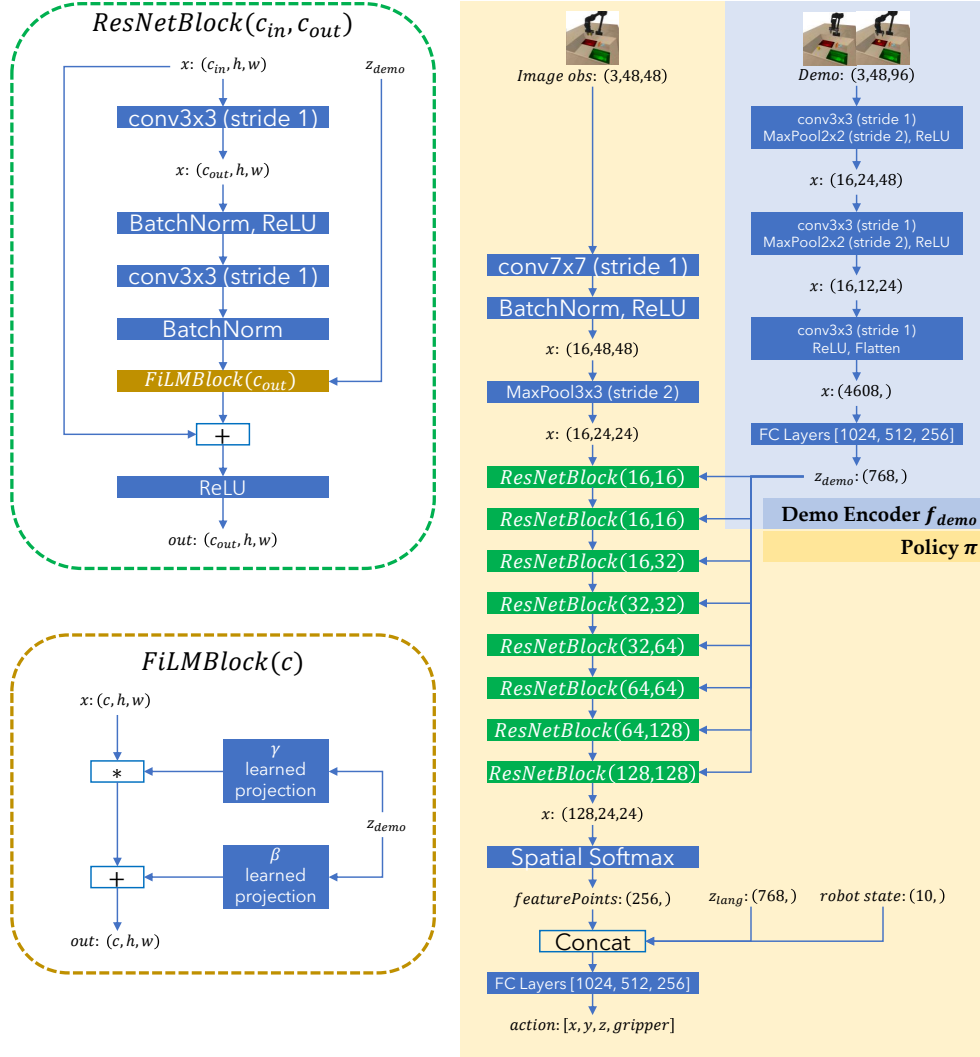 ResNetBlock(c_in, c_out)
x: (c_in, h, w)
z_demo
conv3x3 (stride 1)
x: (c_out, h, w)
BatchNorm, ReLU
conv3x3 (stride 1)
BatchNorm
FiLMBlock(c_out)
+
ReLU
out: (c_out, h, w)
FiLMBlock(c)
x: (c, h, w)
γ
learned
projection
*
z_demo
β
learned
projection
+
out: (c, h, w)
Image obs: (3,48,48)
conv7x7 (stride 1)
BatchNorm, ReLU
x: (16,48,48)
MaxPool3x3 (stride 2)
x: (16,24,24)
ResNetBlock(16,16)
ResNetBlock(16,16)
ResNetBlock(16,32)
ResNetBlock(32,32)
ResNetBlock(32,64)
ResNetBlock(64,64)
ResNetBlock(64,128)
ResNetBlock(128,128)
x: (128,24,24)
Spatial Softmax
featurePoints: (256, )
z_lang: (768, )
robot state: (10, )
Concat
FC Layers [1024, 512, 256]
action: [x, y, z, gripper]
Demo: (3,48,96)
conv3x3 (stride 1)
MaxPool2x2 (stride 2), ReLU
x: (16,24,48)
conv3x3 (stride 1)
MaxPool2x2 (stride 2), ReLU
x: (16,12,24)
conv3x3 (stride 1)
ReLU, Flatten
x: (4608, )
FC Layers [1024, 512, 256]
z_demo: (768, )
Demo Encoder f_demo
Policy π